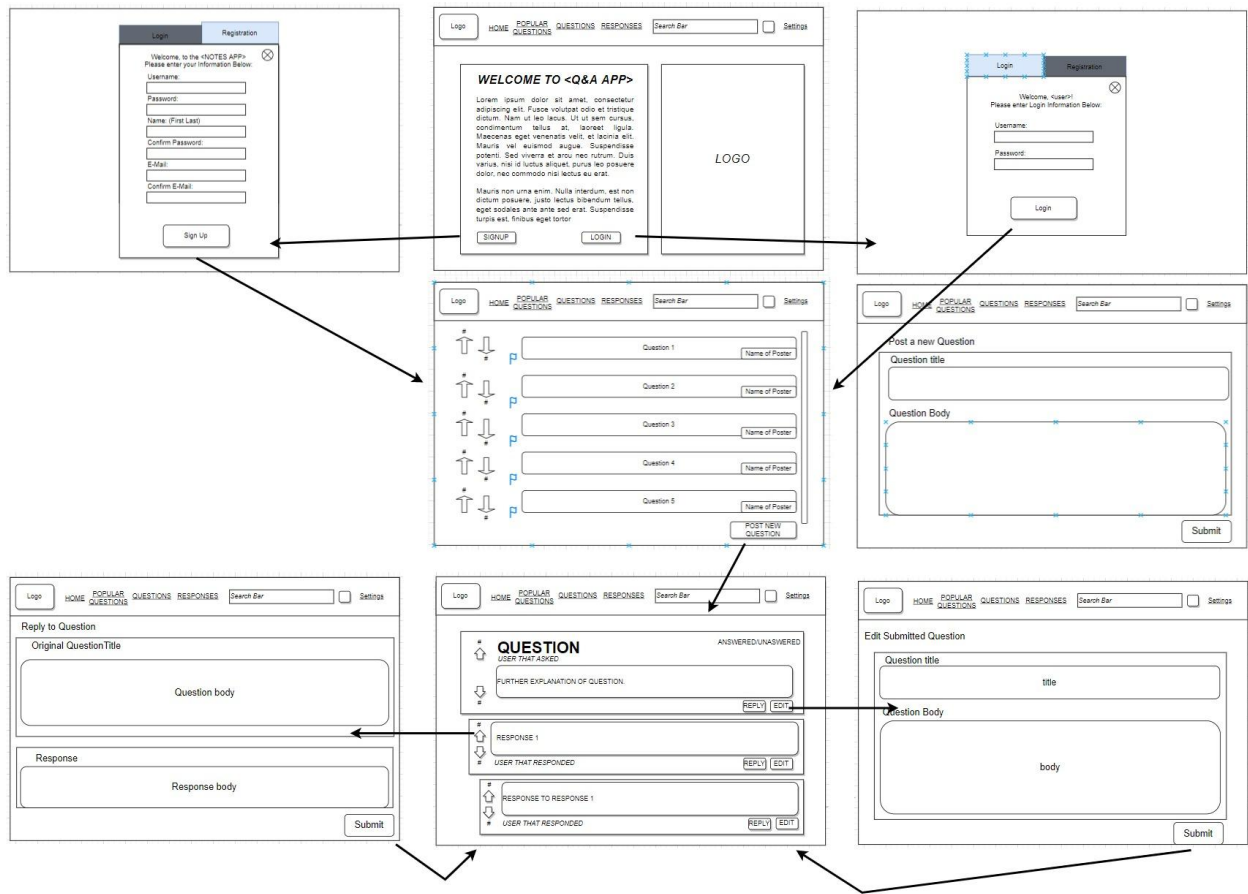 Login
Registration
Welcome, to the <NOTES APP>
Please enter your Information Below:
Username:
Password:
Name: (First Last)
Confirm Password:
E-Mail:
Confirm E-Mail:
Sign Up
Logo
HOME
POPULAR
QUESTIONS
QUESTIONS
RESPONSES
Search Bar
Settings
WELCOME TO <Q&A APP>
Lorem ipsum dolor sit amet, consectetur
adipiscing elit. Fusce volutpat odio et tristique
dictum. Nam ut leo lacus. Ut ut sem cursus,
condimentum tellus at, laoreet ligula.
Maecenas eget venenatis velit, et lacinia elit.
Mauris vel euismod augue. Suspendisse
potenti. Sed viverra et arcu nec rutrum. Duis
varius, nisi id luctus aliquet, purus leo posuere
dolor, nec commodo nisi lectus eu erat.
Mauris non urna enim. Nulla interdum, est non
dictum posuere, justo lectus bibendum tellus,
eget sodales ante ante sed erat. Suspendisse
turpis est, finibus eget tortor
SIGNUP
LOGIN
LOGO
Login
Registration
Welcome, <user>!
Please enter Login Information Below:
Username:
Password:
Login
Logo
HOME
POPULAR
QUESTIONS
QUESTIONS
RESPONSES
Search Bar
Settings
#
Question 1
Name of Poster
#
#
Question 2
Name of Poster
#
#
Question 3
Name of Poster
#
#
Question 4
Name of Poster
#
#
Question 5
Name of Poster
#
POST NEW
QUESTION
Logo
HOME
POPULAR
QUESTIONS
QUESTIONS
RESPONSES
Search Bar
Settings
Post a new Question
Question title
Question Body
Submit
Logo
HOME
POPULAR
QUESTIONS
QUESTIONS
RESPONSES
Search Bar
Settings
Reply to Question
Original QuestionTitle
Question body
Response
Response body
Submit
Logo
HOME
POPULAR
QUESTIONS
QUESTIONS
RESPONSES
Search Bar
Settings
#
QUESTION
ANSWERED/UNASWERED
USER THAT ASKED
FURTHER EXPLANATION OF QUESTION
#
REPLY
EDIT
#
RESPONSE 1
#
USER THAT RESPONDED
REPLY
EDIT
#
RESPONSE TO RESPONSE 1
#
USER THAT RESPONDED
REPLY
EDIT
Logo
HOME
POPULAR
QUESTIONS
QUESTIONS
RESPONSES
Search Bar
Settings
Edit Submitted Question
Question title
title
Question Body
body
Submit